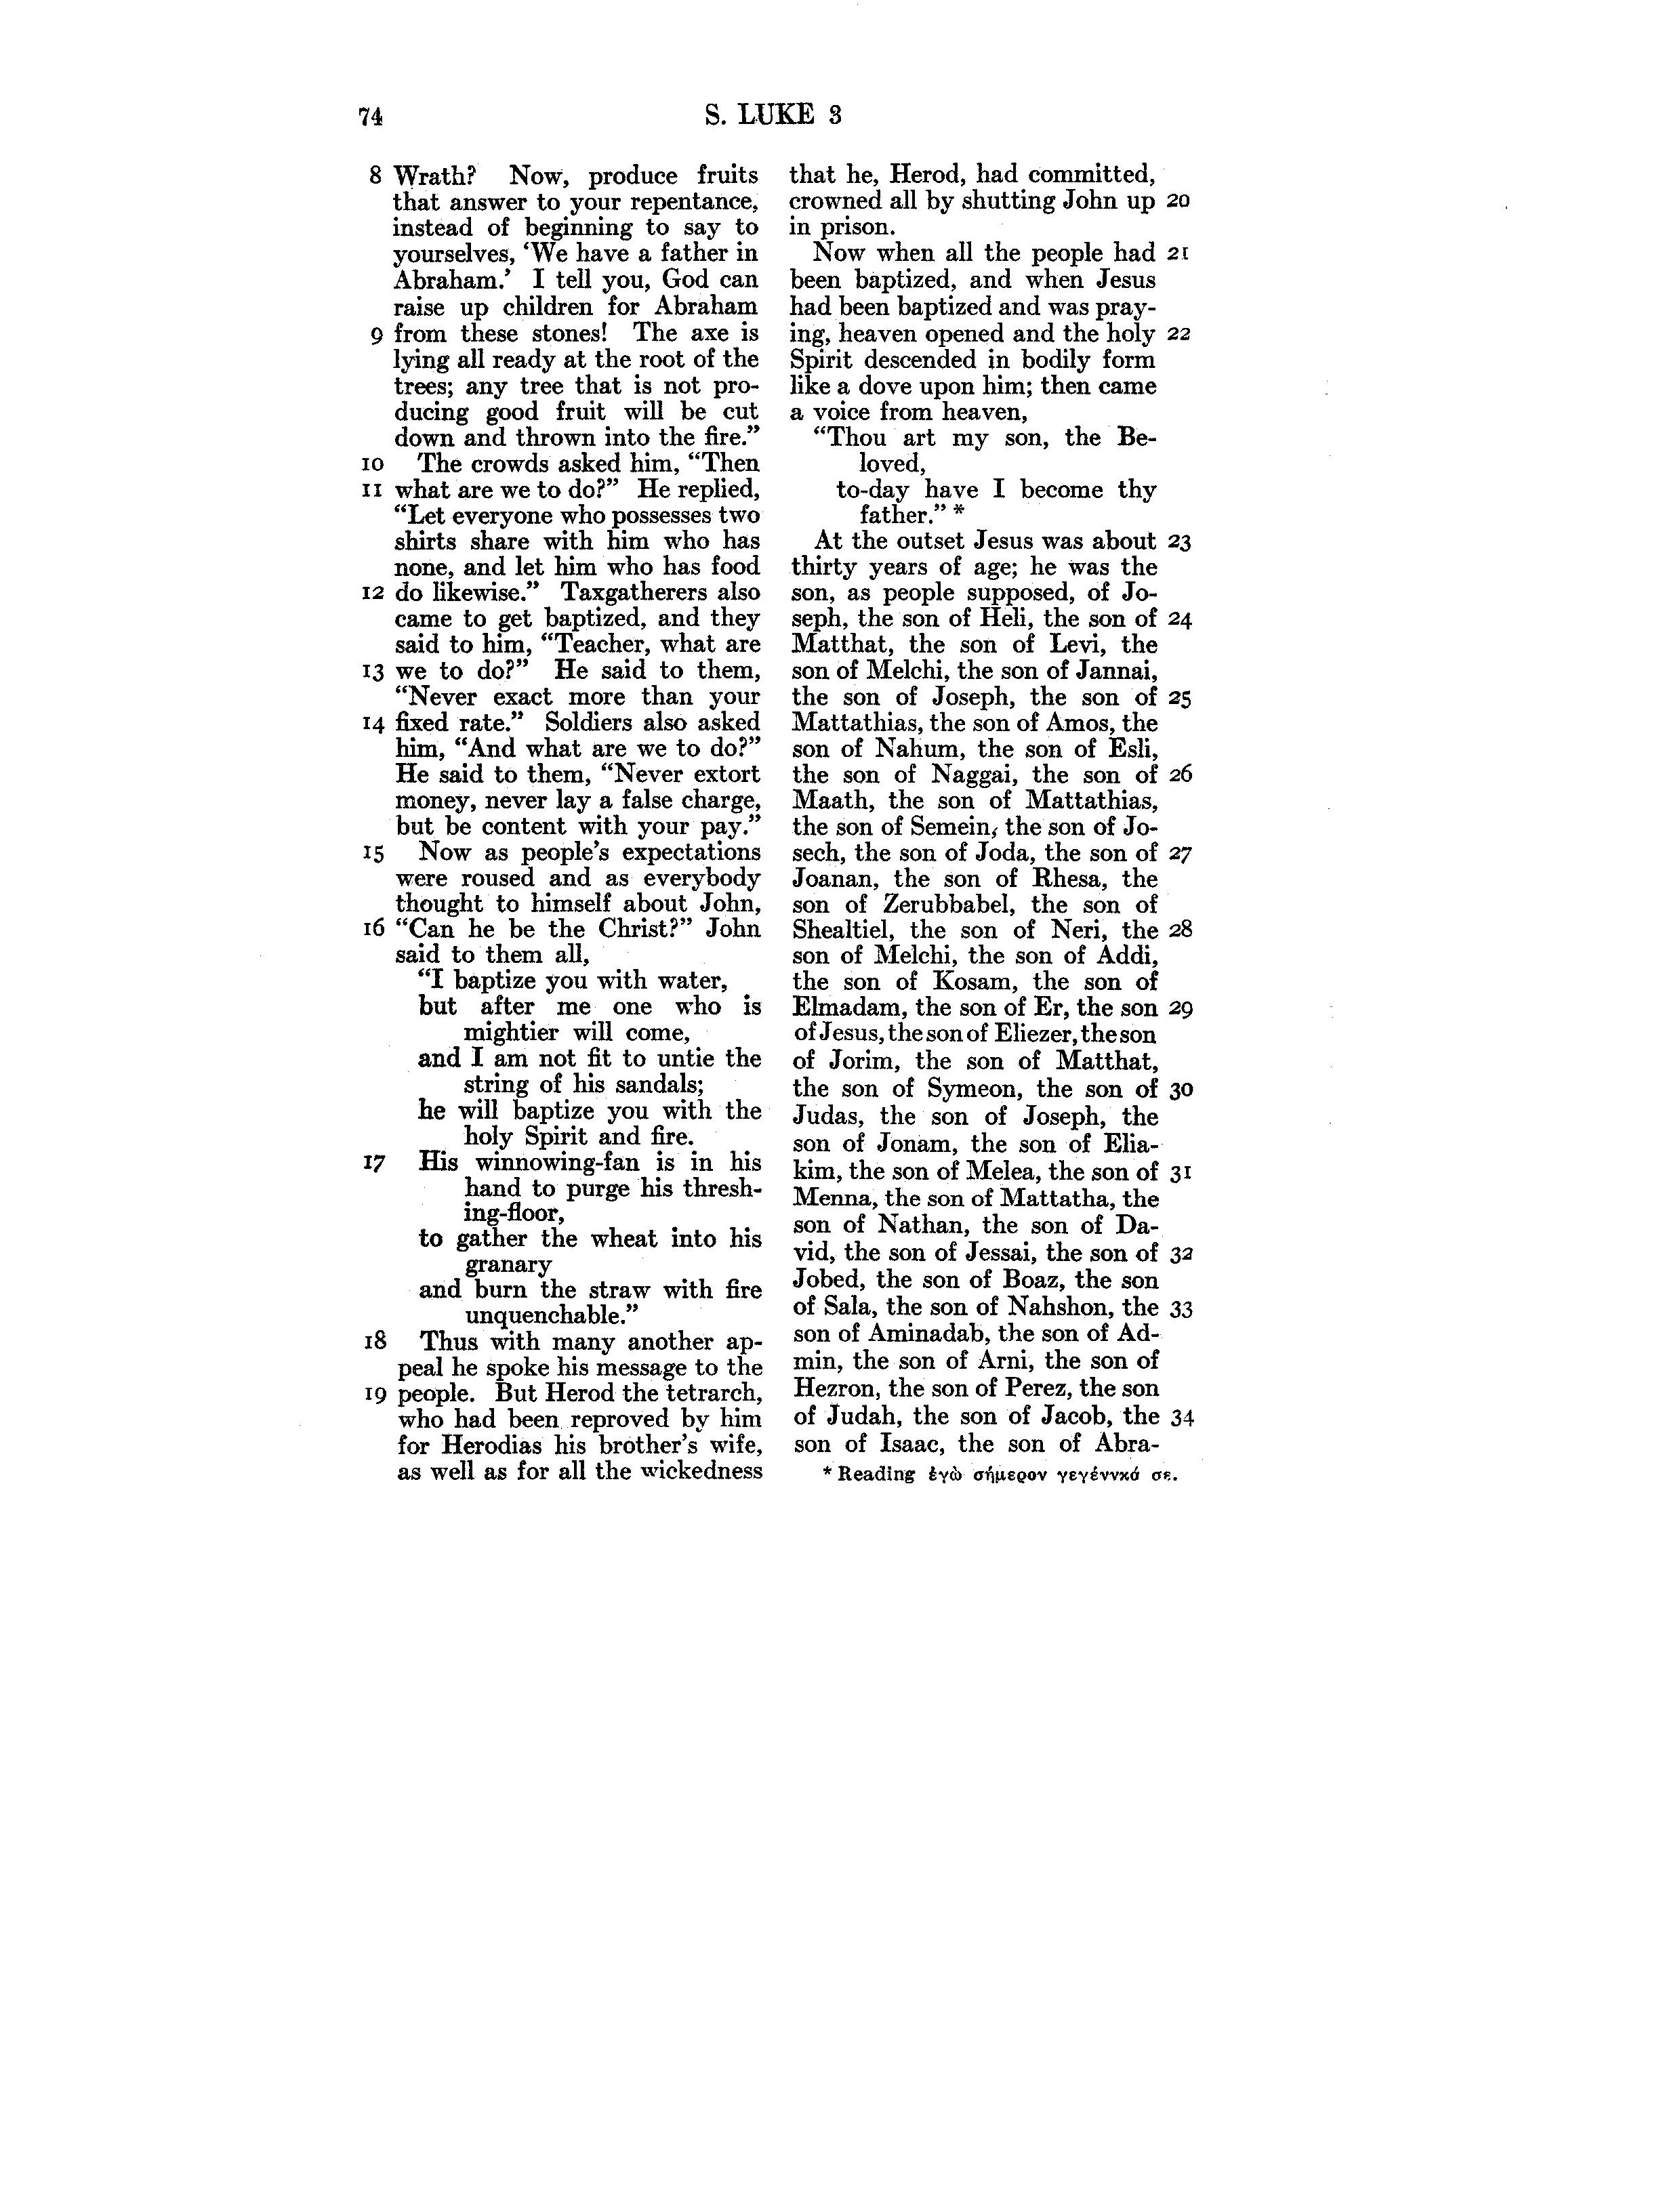 74 S. LUKE 3
8 Wrath? Now, produce fruits
that answer to your repentance,
instead of beginning to say to
yourselves, ‘We have a father in
Abraham.’ I tell you, God can
raise up children for Abraham
9 from these stones! The axe is
lying all ready at the root of the
trees; any tree that is not pro-
ducing good fruit will be cut
down and thrown into the fire.”
10 The crowds asked him, “Then
11 what are we to do?” He replied,
“Let everyone who possesses two
shirts share with him who has
none, and let him who has food
12 do likewise.” Taxgatherers also
came to get baptized, and they
said to him, “Teacher, what are
13 we to do?” He said to them,
“Never exact more than your
14 fixed rate.” Soldiers also asked
him, “And what are we to do?”
He said to them, “Never extort
money, never lay a false charge,
but be content with your pay.”
15 Now as people’s expectations
were roused and as everybody
thought to himself about John,
16 “Can he be the Christ?” John
said to them all,
“I baptize you with water,
but after me one who is
mightier will come,
and I am not fit to untie the
string of his sandals;
he will baptize you with the
holy Spirit and fire.
17 His winnowing-fan is in his
hand to purge his thresh-
ing-floor,
to gather the wheat into his
granary
and burn the straw with fire
unquenchable.”
18 Thus with many another ap-
peal he spoke his message to the
19 people. But Herod the tetrarch,
who had been reproved by him
for Herodias his brother’s wife,
as well as for all the wickedness
that he, Herod, had committed,
crowned all by shutting John up 20
in prison.
Now when all the people had 21
been baptized, and when Jesus
had been baptized and was pray-
ing, heaven opened and the holy 22
Spirit descended in bodily form
like a dove upon him; then came
a voice from heaven,
“Thou art my son, the Be-
loved,
to-day have I become thy
father.” *
At the outset Jesus was about 23
thirty years of age; he was the
son, as people supposed, of Jo-
seph, the son of Heli, the son of 24
Matthat, the son of Levi, the
son of Melchi, the son of Jannai,
the son of Joseph, the son of 25
Mattathias, the son of Amos, the
son of Nahum, the son of Esli,
the son of Naggai, the son of 26
Maath, the son of Mattathias,
the son of Semein, the son of Jo-
sech, the son of Joda, the son of 27
Joanan, the son of Rhesa, the
son of Zerubbabel, the son of
Shealtiel, the son of Neri, the 28
son of Melchi, the son of Addi,
the son of Kosam, the son of
Elmadam, the son of Er, the son 29
of Jesus, the son of Eliezer, the son
of Jorim, the son of Matthat,
the son of Symeon, the son of 30
Judas, the son of Joseph, the
son of Jonam, the son of Elia-
kim, the son of Melea, the son of 31
Menna, the son of Mattatha, the
son of Nathan, the son of Da-
vid, the son of Jessai, the son of 32
Jobed, the son of Boaz, the son
of Sala, the son of Nahshon, the 33
son of Aminadab, the son of Ad-
min, the son of Arni, the son of
Hezron, the son of Perez, the son
of Judah, the son of Jacob, the 34
son of Isaac, the son of Abra-
* Reading ἐγὼ σήμερον γεγέννκά σε.